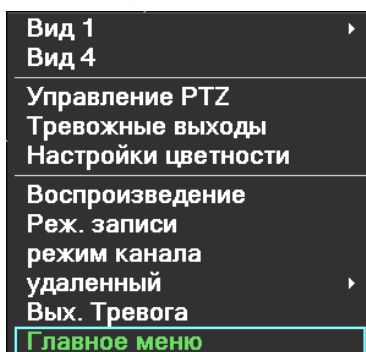 Вид 1
Вид 4
Управление PTZ
Тревожные выходы
Настройки цветности
Воспроизведение
Реж. записи
режим канала
удаленный
Вых. Тревога
Главное меню